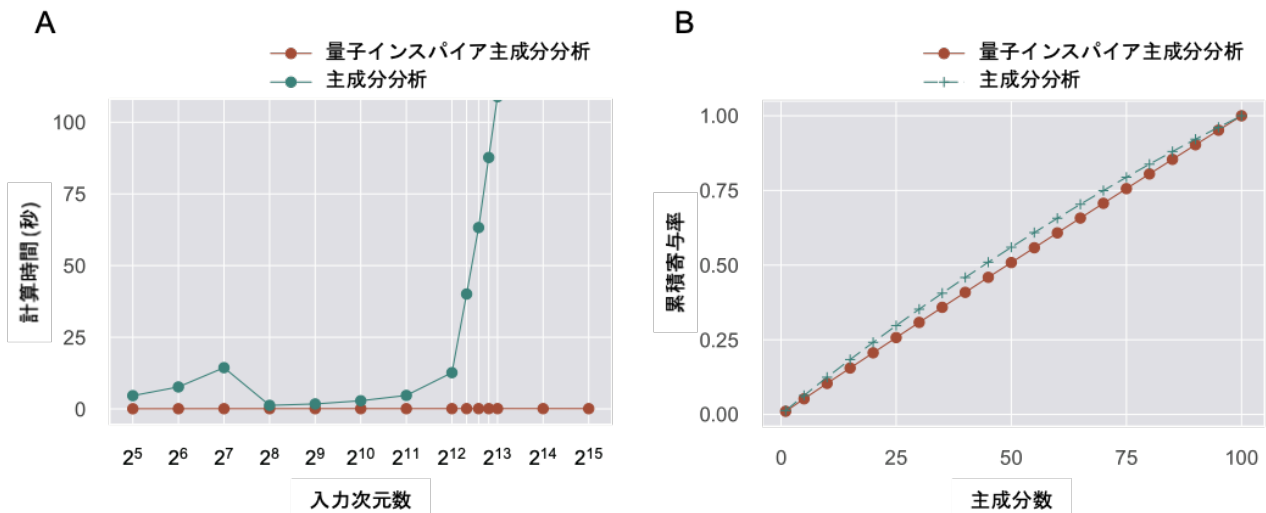 A
量子インスパイア主成分分析
主成分分析
100
75
50
25
0
計算時間(秒)
2⁵ 2⁶ 2⁷ 2⁸ 2⁹ 2¹⁰ 2¹¹ 2¹² 2¹³ 2¹⁴ 2¹⁵
入力次元数
B
量子インスパイア主成分分析
主成分分析
1.00
0.75
0.50
0.25
0.00
累積寄与率
0 25 50 75 100
主成分数